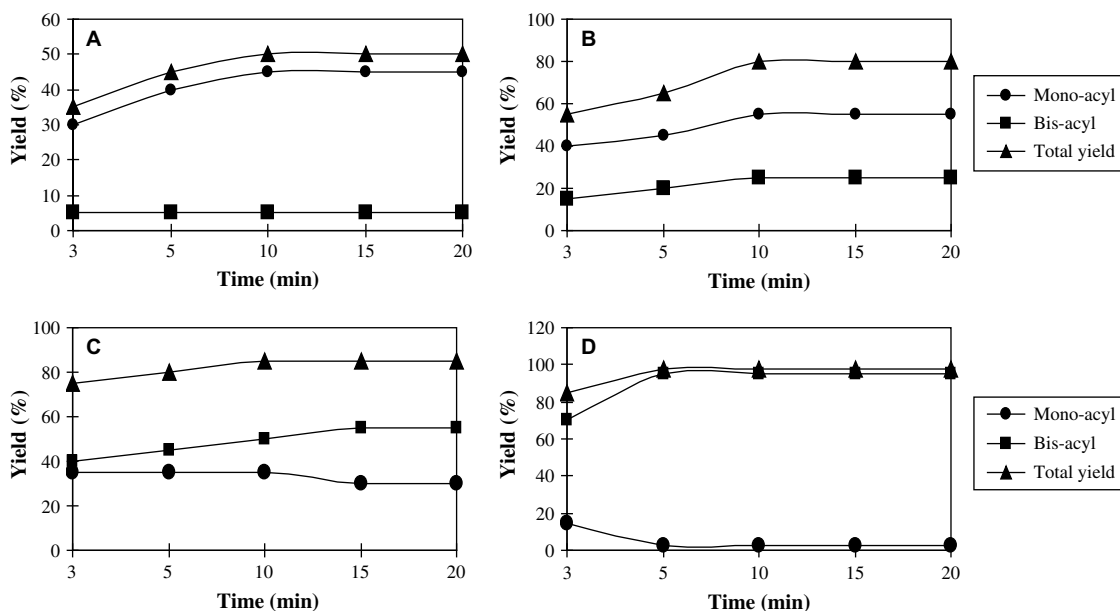 A
Yield (%)
60
50
40
30
20
10
0
3 5 10 15 20
Time (min)
B
Yield (%)
100
80
60
40
20
0
3 5 10 15 20
Time (min)
Mono-acyl
Bis-acyl
Total yield
C
Yield (%)
100
80
60
40
20
0
3 5 10 15 20
Time (min)
D
Yield (%)
120
100
80
60
40
20
0
3 5 10 15 20
Time (min)
Mono-acyl
Bis-acyl
Total yield